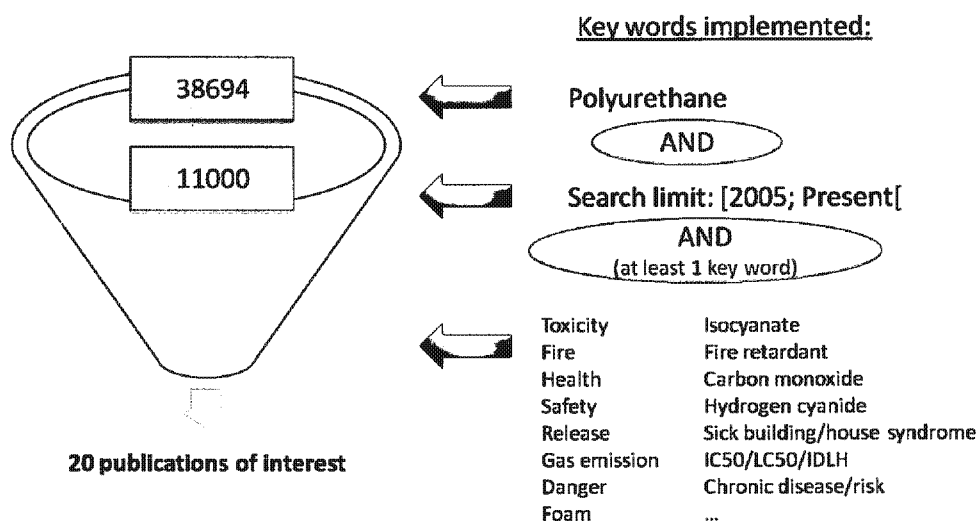 Key words implemented:
38694
Polyurethane
AND
11000
Search limit: [2005; Present[
AND
(at least 1 key word)
Toxicity Isocyanate
Fire Fire retardant
Health Carbon monoxide
Safety Hydrogen cyanide
Release Sick building/house syndrome
Gas emission IC50/LC50/IDLH
Danger Chronic disease/risk
Foam ...
20 publications of interest